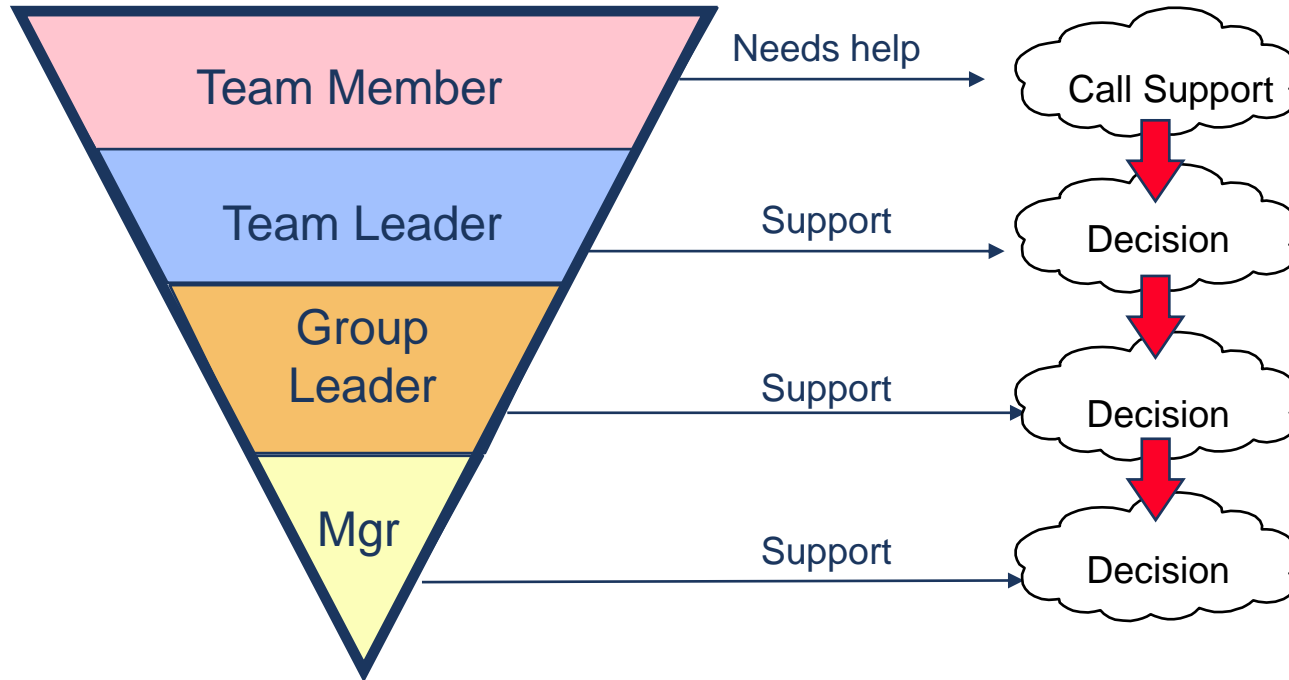 Team Member
Needs help
Call Support
Team Leader
Support
Decision
Group
Leader
Support
Decision
Mgr
Support
Decision